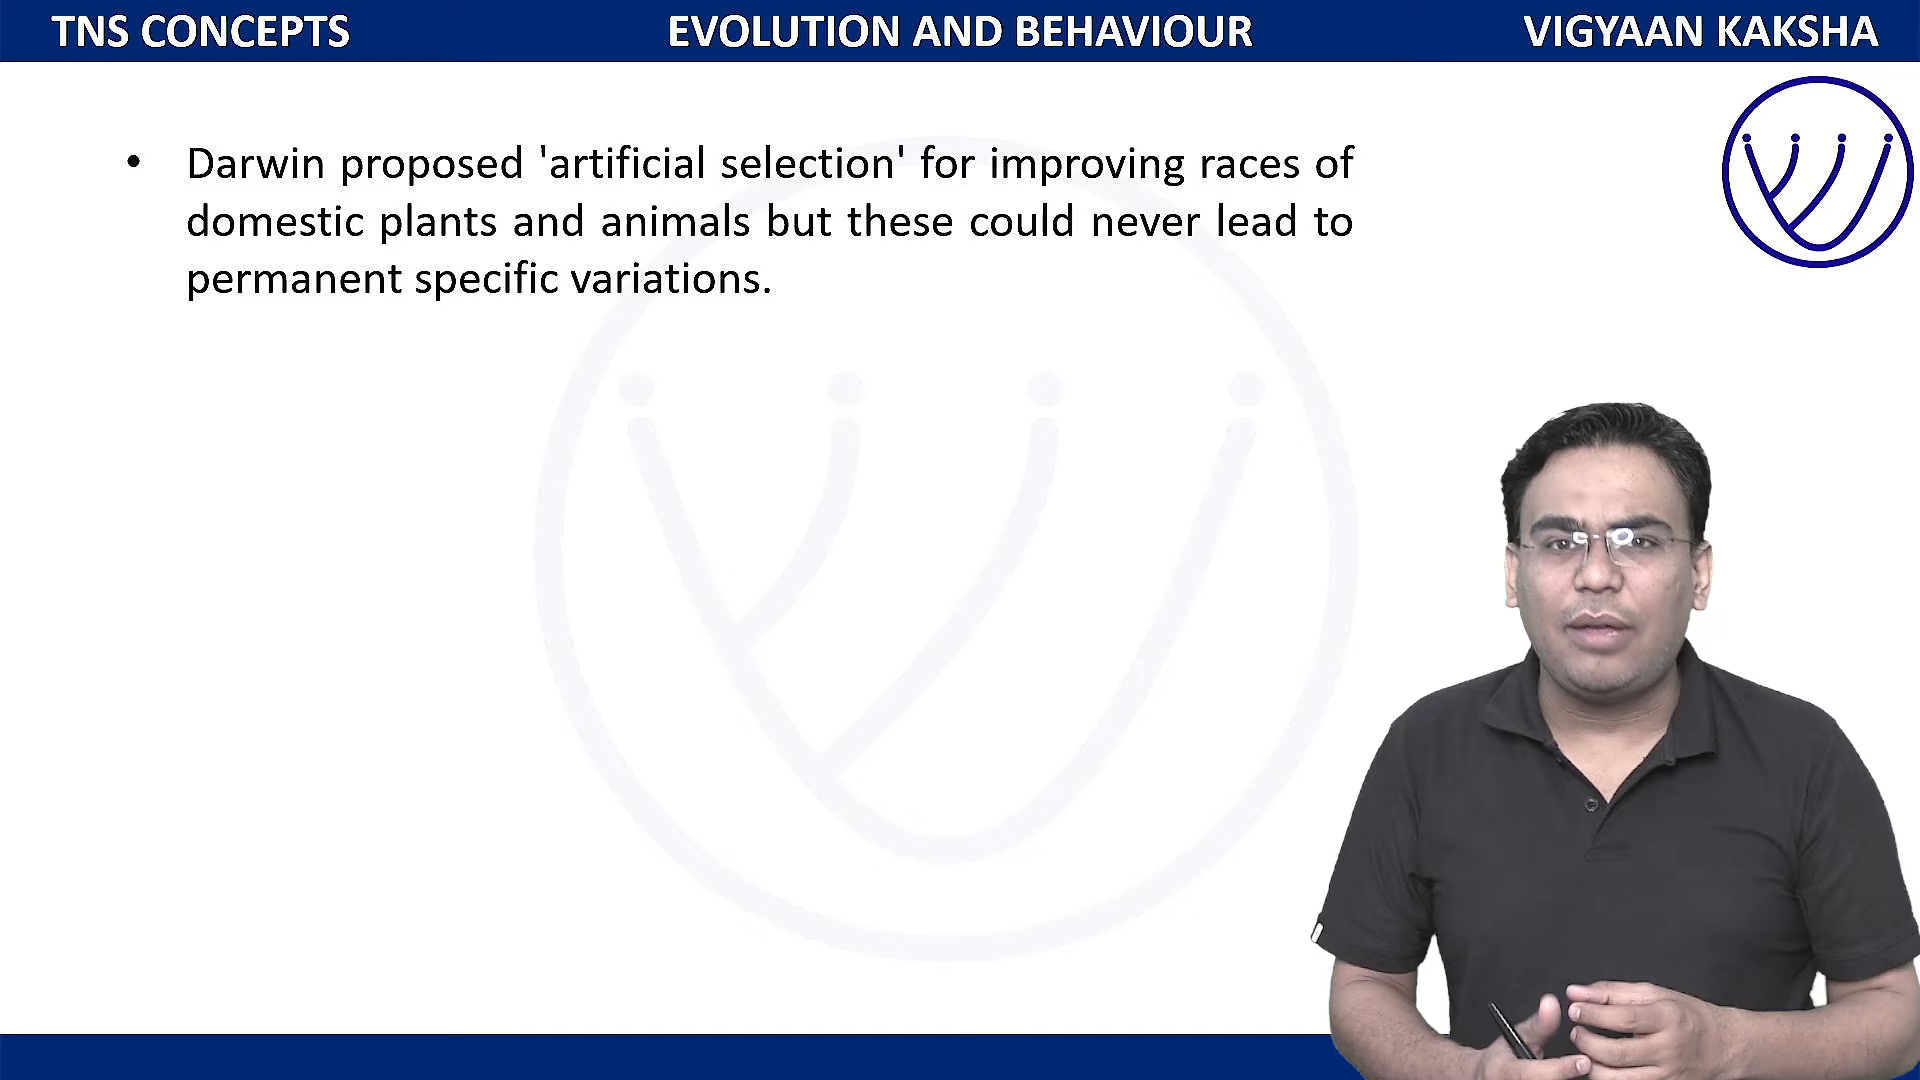 TNS CONCEPTS
EVOLUTION AND BEHAVIOUR
VIGYAAN KAKSHA
• Darwin proposed 'artificial selection' for improving races of
domestic plants and animals but these could never lead to
permanent specific variations.